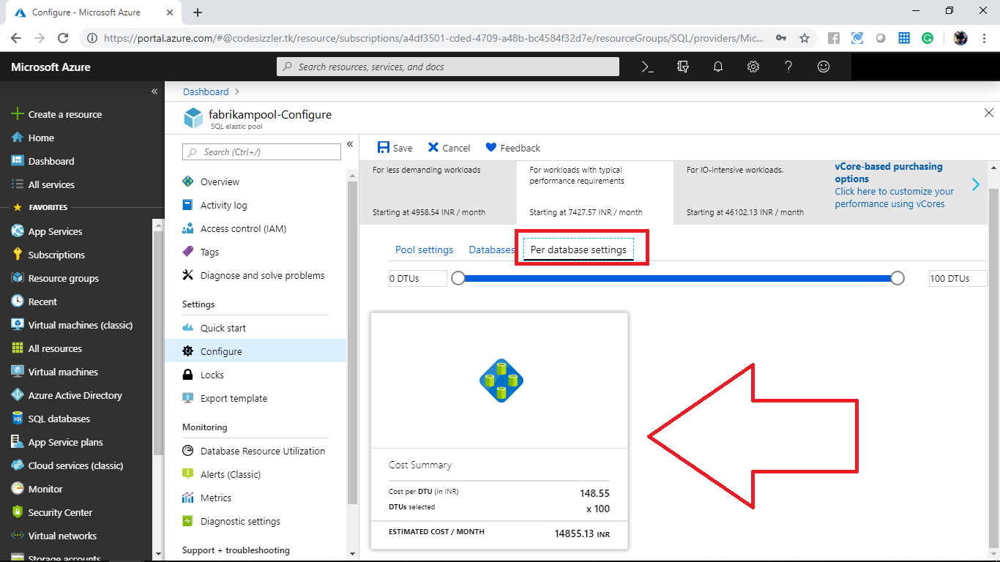 Configure - Microsoft Azure
https://portal.azure.com/#@codesizzler.tk/resource/subscriptions/a4df3501-cded-4709-a48b-bc4584f32d7e/resourceGroups/SQL/providers/Mic...
Microsoft Azure
Search resources, services, and docs
Create a resource
Home
Dashboard
All services
FAVORITES
App Services
Subscriptions
Resource groups
Recent
Virtual machines (classic)
All resources
Virtual machines
Azure Active Directory
SQL databases
App Service plans
Cloud services (classic)
Monitor
Security Center
Virtual networks
Storage accounts
Dashboard
fabrikampool-Configure
SQL elastic pool
Search (Ctrl+/)
Overview
Activity log
Access control (IAM)
Tags
Diagnose and solve problems
Settings
Quick start
Configure
Locks
Export template
Monitoring
Database Resource Utilization
Alerts (Classic)
Metrics
Diagnostic settings
Support + troubleshooting
Save Cancel Feedback
For less demanding workloads
Starting at 4958.54 INR / month
For workloads with typical
performance requirements
Starting at 7427.57 INR / month
For IO-intensive workloads.
Starting at 46102.13 INR / month
vCore-based purchasing
options
Click here to customize your
performance using vCores
Pool settings Databases Per database settings
0 DTUs 100 DTUs
Cost Summary
Cost per DTU (in INR) 148.55
DTUs selected x 100
ESTIMATED COST / MONTH 14855.13 INR